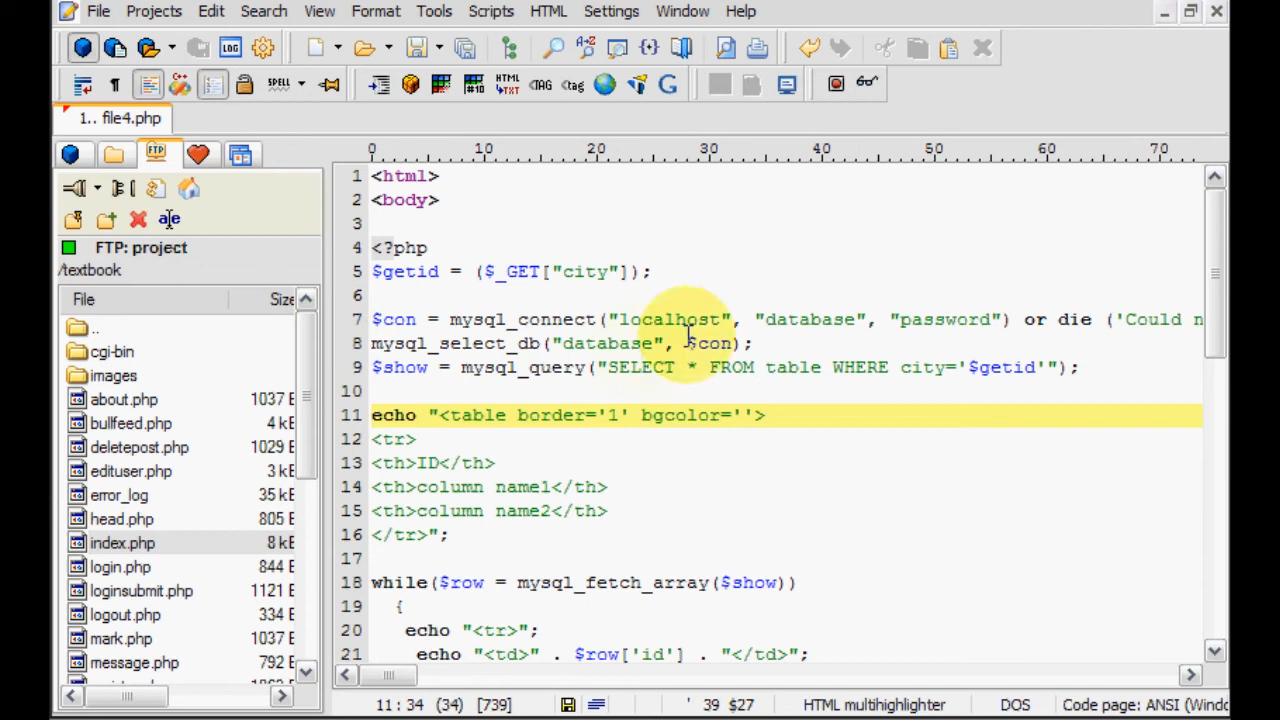 File Projects Edit Search View Format Tools Scripts HTML Settings Window Help
LOG
SPELL HTML TXT #10 TAG tag G
1.. file4.php
FTP
0 10 20 30 40 50 60 70
a|e
FTP: project
/textbook
File Size
..
cgi-bin
images
about.php 1037 E
bullfeed.php 4 kE
deletepost.php 1029 E
edituser.php 3 kE
error_log 35 kE
head.php 805 E
index.php 8 kE
login.php 844 E
loginsubmit.php 1121 E
logout.php 334 E
mark.php 1037 E
message.php 792 E
1 <html>
2 <body>
3
4 <?php
5 $getid = ($_GET["city"]);
6
7 $con = mysql_connect("localhost", "database", "password") or die ('Could n
8 mysql_select_db("database", $con);
9 $show = mysql_query("SELECT * FROM table WHERE city='$getid'");
10
11 echo "<table border='1' bgcolor=''>
12 <tr>
13 <th>ID</th>
14 <th>column name1</th>
15 <th>column name2</th>
16 </tr>";
17
18 while($row = mysql_fetch_array($show))
19 {
20 echo "<tr>";
21 echo "<td>" . $row['id'] . "</td>";
11 : 34 (34) [739] ' 39 $27 HTML multihighlighter DOS Code page: ANSI (Windo